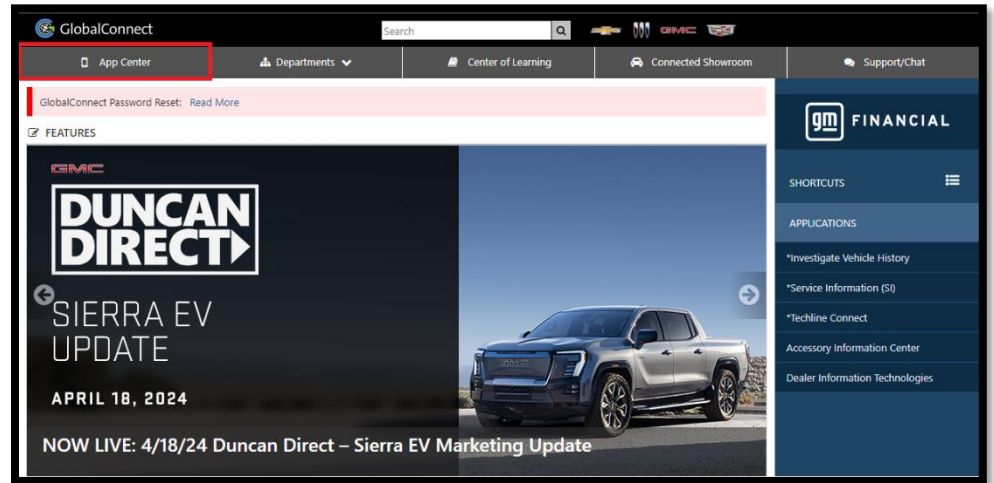 GlobalConnect
Search
GMC
App Center
Departments
Center of Learning
Connected Showroom
Support/Chat
GlobalConnect Password Reset: Read More
FEATURES
GMC
DUNCAN
DIRECT
SIERRA EV
UPDATE
APRIL 18, 2024
NOW LIVE: 4/18/24 Duncan Direct – Sierra EV Marketing Update
GMC
gm FINANCIAL
SHORTCUTS
APPLICATIONS
*Investigate Vehicle History
*Service Information (SI)
*Techline Connect
Accessory Information Center
Dealer Information Technologies